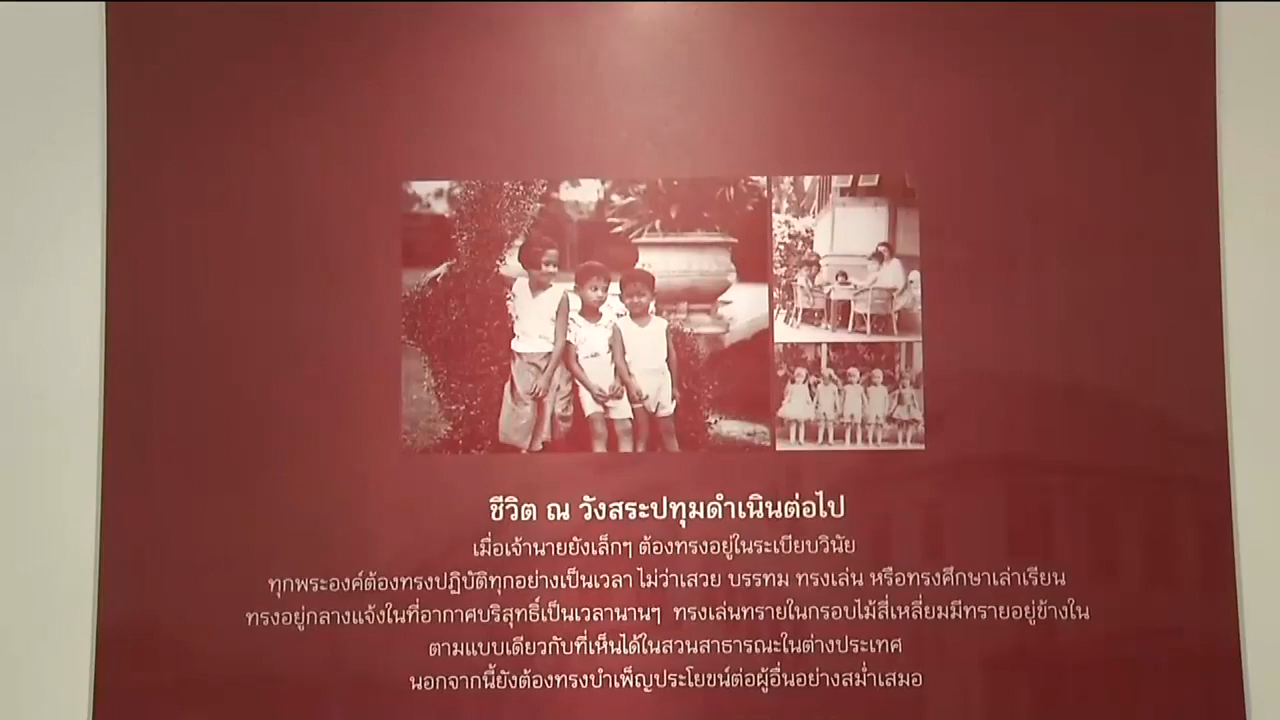 ชีวิต ณ วังสระปทุมดำเนินต่อไป
เมื่อเจ้านายยังเล็กๆ ต้องทรงอยู่ในระเบียบวินัย
ทุกพระองค์ต้องทรงปฏิบัติทุกอย่างเป็นเวลา ไม่ว่าเสวย บรรทม ทรงเล่น หรือทรงศึกษาเล่าเรียน
ทรงอยู่กลางแจ้งในที่อากาศบริสุทธิ์เป็นเวลานานๆ ทรงเล่นทรายในกรอบไม้สี่เหลี่ยมมีทรายอยู่ข้างใน
ตามแบบเดียวกับที่เห็นได้ในสวนสาธารณะในต่างประเทศ
นอกจากนี้ยังต้องทรงบำเพ็ญประโยชน์ต่อผู้อื่นอย่างสม่ำเสมอ